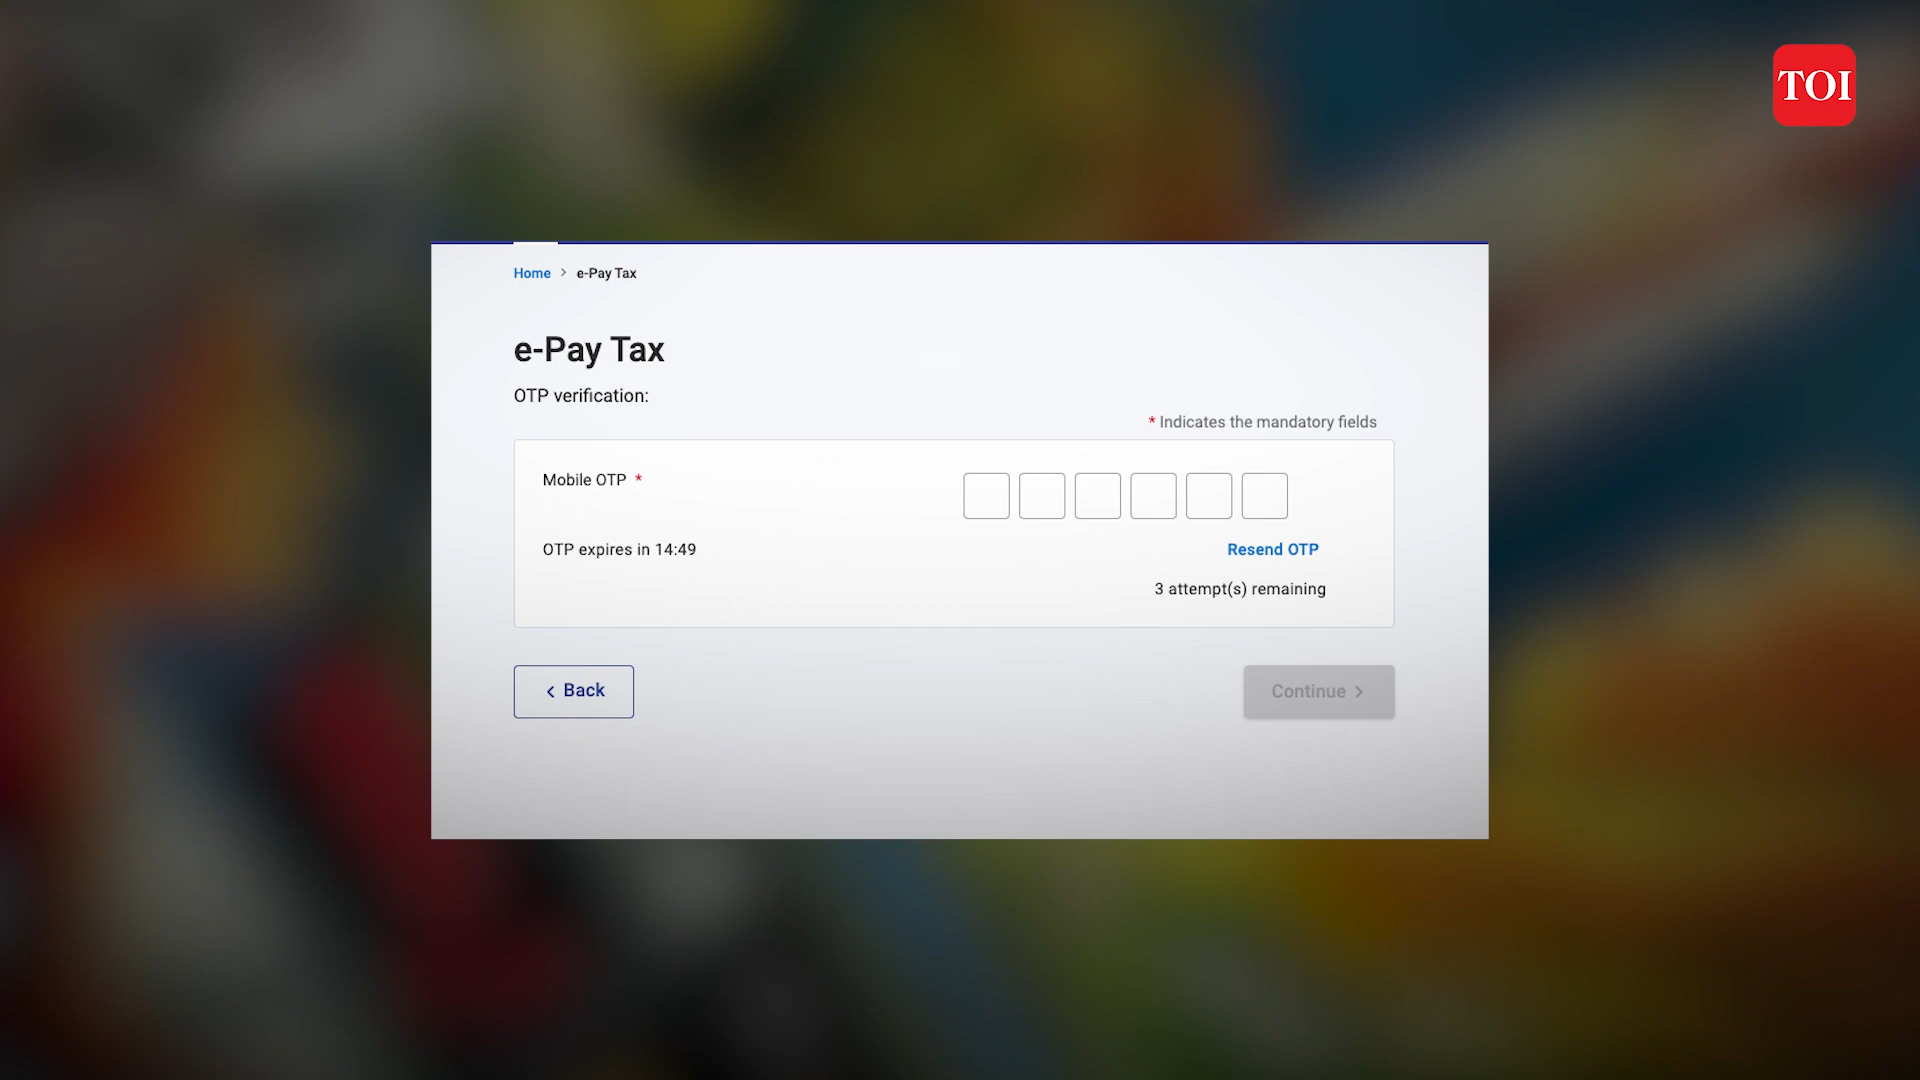 TOI
Home > e-Pay Tax
e-Pay Tax
OTP verification:
* Indicates the mandatory fields
Mobile OTP *
OTP expires in 14:49
Resend OTP
3 attempt(s) remaining
< Back
Continue >